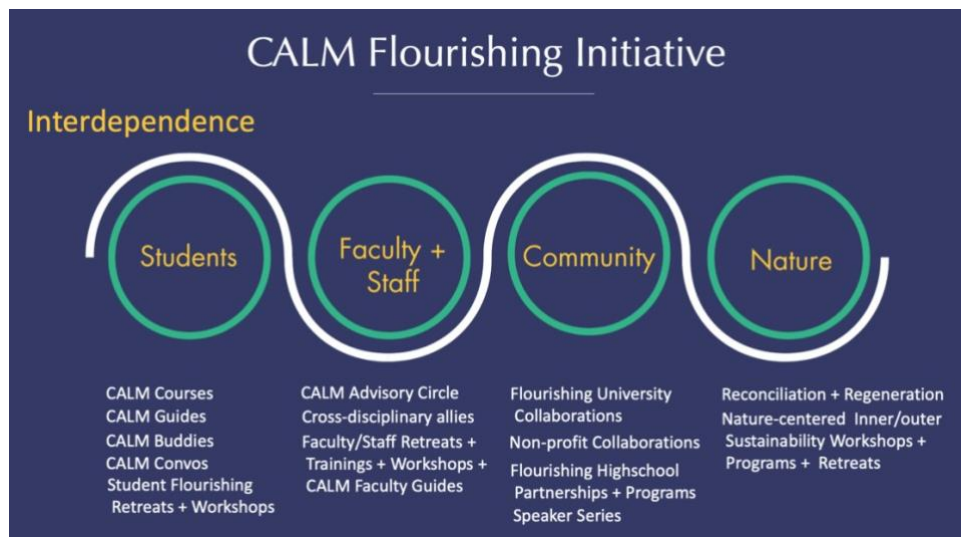 CALM Flourishing Initiative
Interdependence
Students
Faculty +
Staff
Community
Nature
CALM Courses
CALM Guides
CALM Buddies
CALM Convos
Student Flourishing
Retreats + Workshops
CALM Advisory Circle
Cross-disciplinary allies
Faculty/Staff Retreats +
Trainings + Workshops +
CALM Faculty Guides
Flourishing University
Collaborations
Non-profit Collaborations
Flourishing Highschool
Partnerships + Programs
Speaker Series
Reconciliation + Regeneration
Nature-centered Inner/outer
Sustainability Workshops +
Programs + Retreats